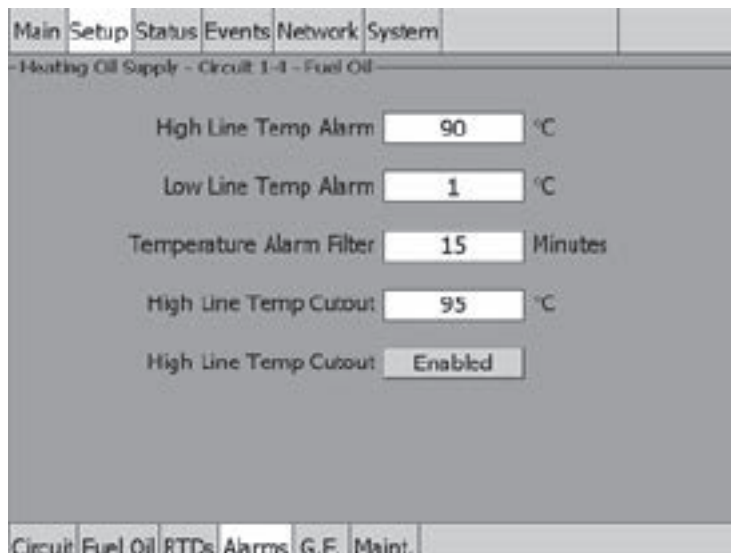 Main Setup Status Events Network System
Heating Oil Supply - Circuit 1-4 - Fuel Oil
High Line Temp Alarm 90 °C
Low Line Temp Alarm 1 °C
Temperature Alarm Filter 15 Minutes
High Line Temp Cutout 95 °C
High Line Temp Cutout Enabled
Circuit Fuel Oil RTDs Alarms G.F. Maint.